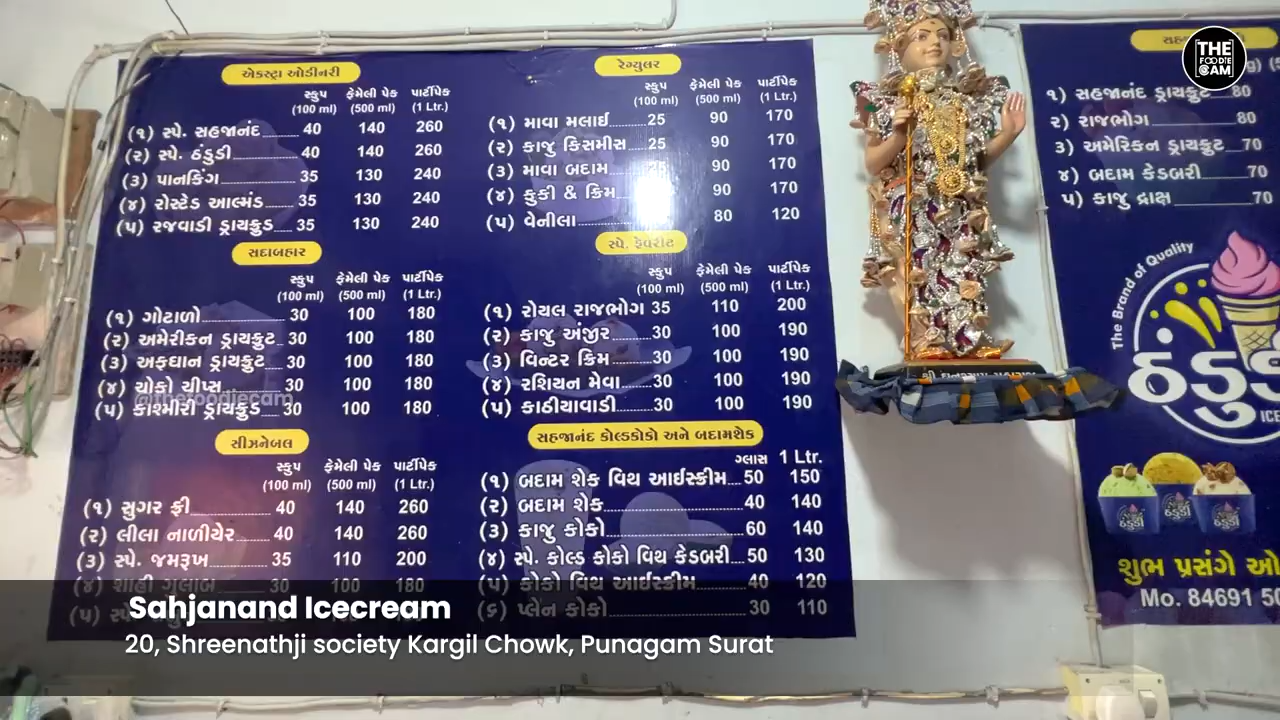 એકસ્ટ્રા ઓડીનરી
સ્કુપ ફેમેલી પેક પાર્ટીપેક
(100 ml) (500 ml) (1 Ltr.)
(૧) સ્પે. સહજાનંદ 40 140 260
(૨) સ્પે. ઠંડુડી 40 140 260
(૩) પાનકિંગ 35 130 240
(૪) રોસ્ટેડ આલ્મંડ 35 130 240
(૫) રજવાડી ડ્રાયફ્રુડ 35 130 240
સદાબહાર
સ્કુપ ફેમેલી પેક પાર્ટીપેક
(100 ml) (500 ml) (1 Ltr.)
(૧) ગોટાળો 30 100 180
(૨) અમેરીકન ડ્રાયફ્રુટ 30 100 180
(૩) અફઘાન ડ્રાયફ્રુટ 30 100 180
(૪) ચોકો ચીપ્સ 30 100 180
(૫) કાશ્મીરી ડ્રાયફ્રુડ 30 100 180
@thefoodiecam
સીઝનેબલ
સ્કુપ ફેમેલી પેક પાર્ટીપેક
(100 ml) (500 ml) (1 Ltr.)
(૧) સુગર ફ્રી 40 140 260
(૨) લીલા નાળીયેર 40 140 260
(૩) સ્પે. જમરૂખ 35 110 200
(૪) શાહી ગુલાબ 30 100 180
(૫)
રેગ્યુલર
સ્કુપ ફેમેલી પેક પાર્ટીપેક
(100 ml) (500 ml) (1 Ltr.)
(૧) માવા મલાઈ 25 90 170
(૨) કાજુ કિસમીસ 25 90 170
(૩) માવા બદામ 90 170
(૪) કુકી & ક્રિમ 90 170
(૫) વેનીલા 80 120
સ્પે. ફેવરીટ
સ્કુપ ફેમેલી પેક પાર્ટીપેક
(100 ml) (500 ml) (1 Ltr.)
(૧) રોયલ રાજભોગ 35 110 200
(૨) કાજુ અંજીર 30 100 190
(૩) વિન્ટર ક્રિમ 30 100 190
(૪) રશિયન મેવા 30 100 190
(૫) કાઠીયાવાડી 30 100 190
સહજાનંદ કોલ્ડકોકો અને બદામશેક
ગ્લાસ 1 Ltr.
(૧) બદામ શેક વિથ આઈસ્ક્રીમ 50 150
(૨) બદામ શેક 40 140
(૩) કાજુ કોકો 60 140
(૪) સ્પે. કોલ્ડ કોકો વિથ કેડબરી 50 130
(૫) કોકો વિથ આઈસ્ક્રીમ 40 120
(૬) પ્લેન કોકો 30 110
THE
FOODIE
CAM
૧) સહજાનંદ ડ્રાયફ્રુટ 80
૨) રાજભોગ 80
૩) અમેરિકન ડ્રાયફ્રુટ 70
૪) બદામ કેડબરી 70
૫) કાજુ દ્રાક્ષ 70
The Brand of Quality
ICE
શુભ પ્રસંગે ઓ
Mo. 84691 50
Sahjanand Icecream
20, Shreenathji society Kargil Chowk, Punagam Surat